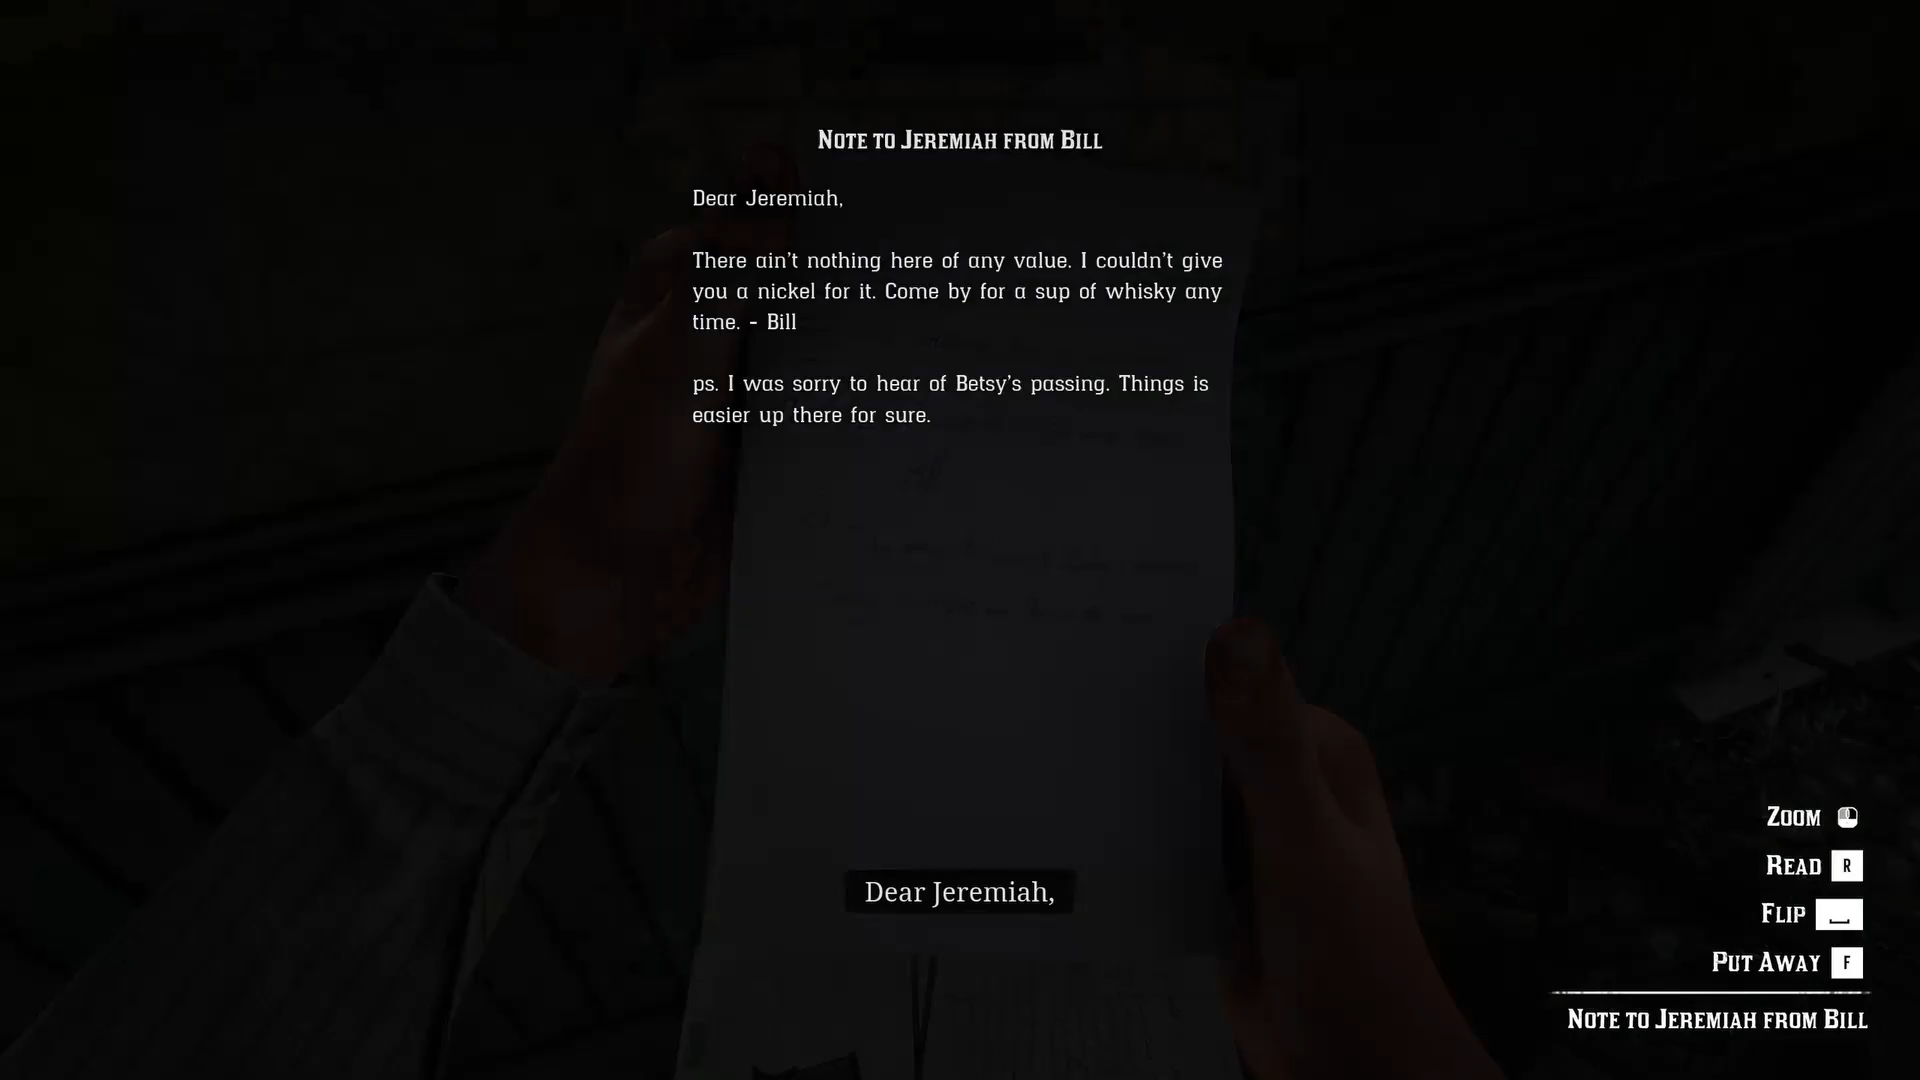 Note to Jeremiah from Bill
Dear Jeremiah,
There ain't nothing here of any value. I couldn't give
you a nickel for it. Come by for a sup of whisky any
time. - Bill
ps. I was sorry to hear of Betsy's passing. Things is
easier up there for sure.
Dear Jeremiah,
Zoom
Read R
Flip
Put Away F
Note to Jeremiah from Bill